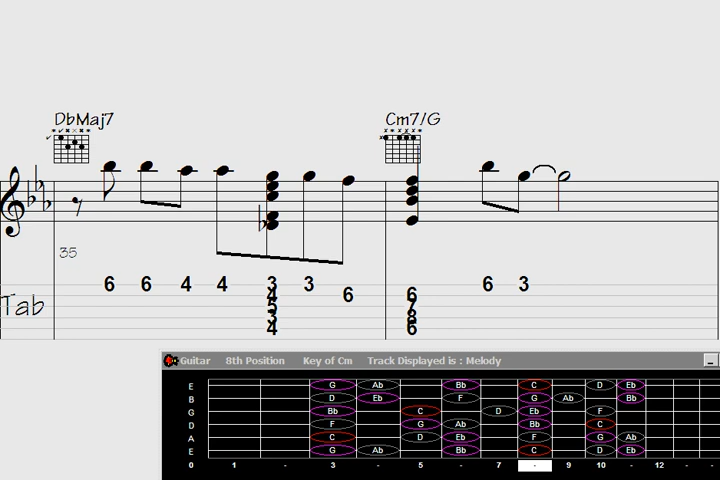 DbMaj7 Cm7/G
35
6 6 4 4 3 3 6 6 3
4 6 6
5 7
3 8
4 6
Tab
Guitar 8th Position Key of Cm Track Displayed is : Melody
E G Ab Bb C D Eb
B D Eb F G Ab Bb
G Bb C D Eb F
D F G Ab Bb C
A C D Eb F G Ab
E G Ab Bb C D Eb
0 1 - 3 - 5 - 7 - 9 10 - 12 - -